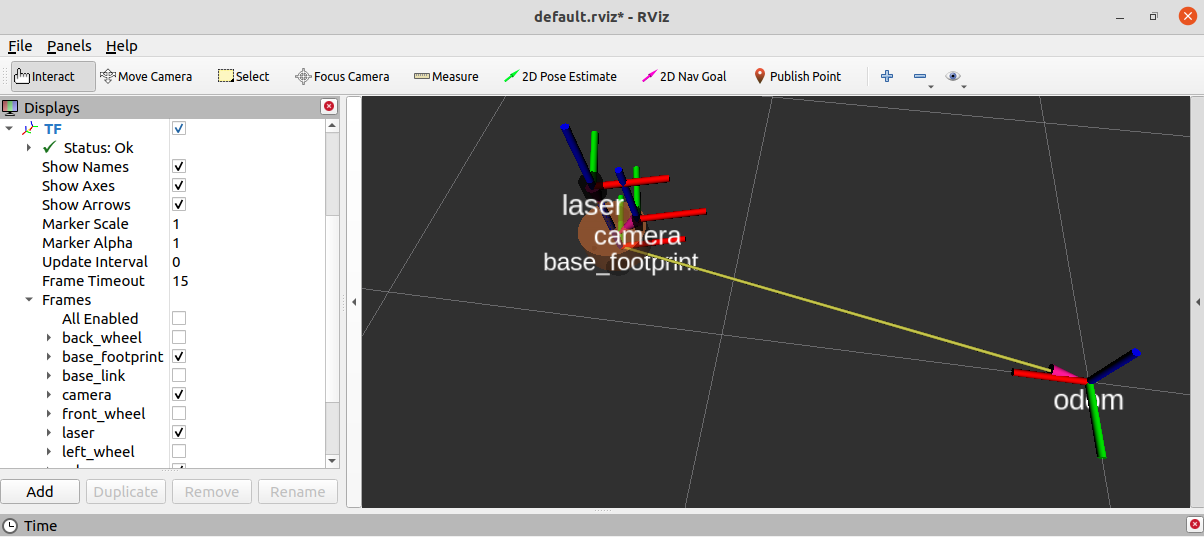 default.rviz* - RViz
File Panels Help
Interact Move Camera Select Focus Camera Measure 2D Pose Estimate 2D Nav Goal Publish Point
Displays
TF
Status: Ok
Show Names
Show Axes
Show Arrows
Marker Scale 1
Marker Alpha 1
Update Interval 0
Frame Timeout 15
Frames
All Enabled
back_wheel
base_footprint
base_link
camera
front_wheel
laser
left_wheel
Add Duplicate Remove Rename
laser
camera
base_footprint
odom
Time